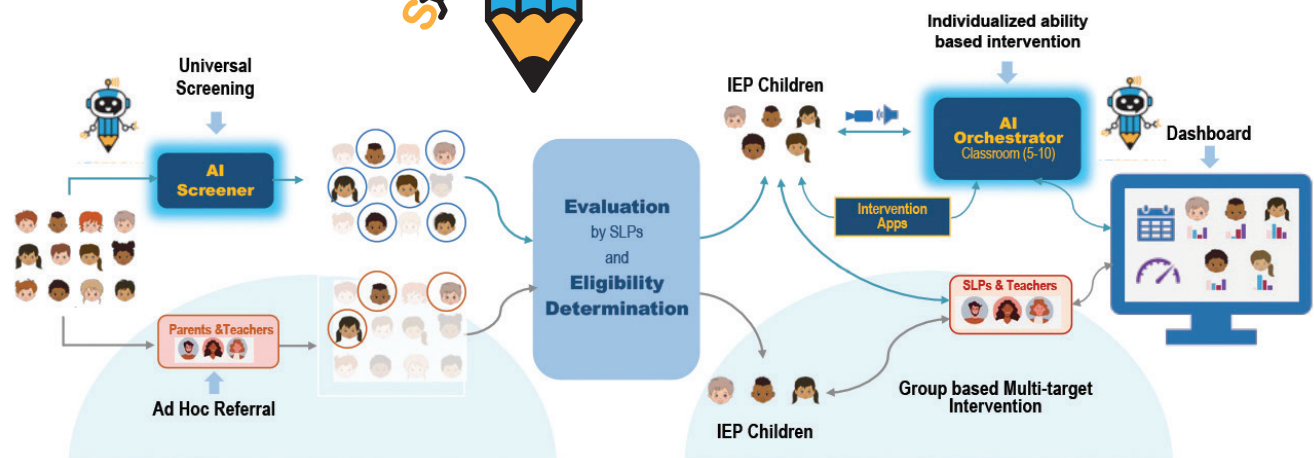 Universal
Screening
AI
Screener
Parents &Teachers
Ad Hoc Referral
Evaluation
by SLPs
and
Eligibility
Determination
IEP Children
IEP Children
Individualized ability
based intervention
AI
Orchestrator
Classroom (5-10)
Intervention
Apps
Dashboard
SLPs & Teachers
Group based Multi-target
Intervention